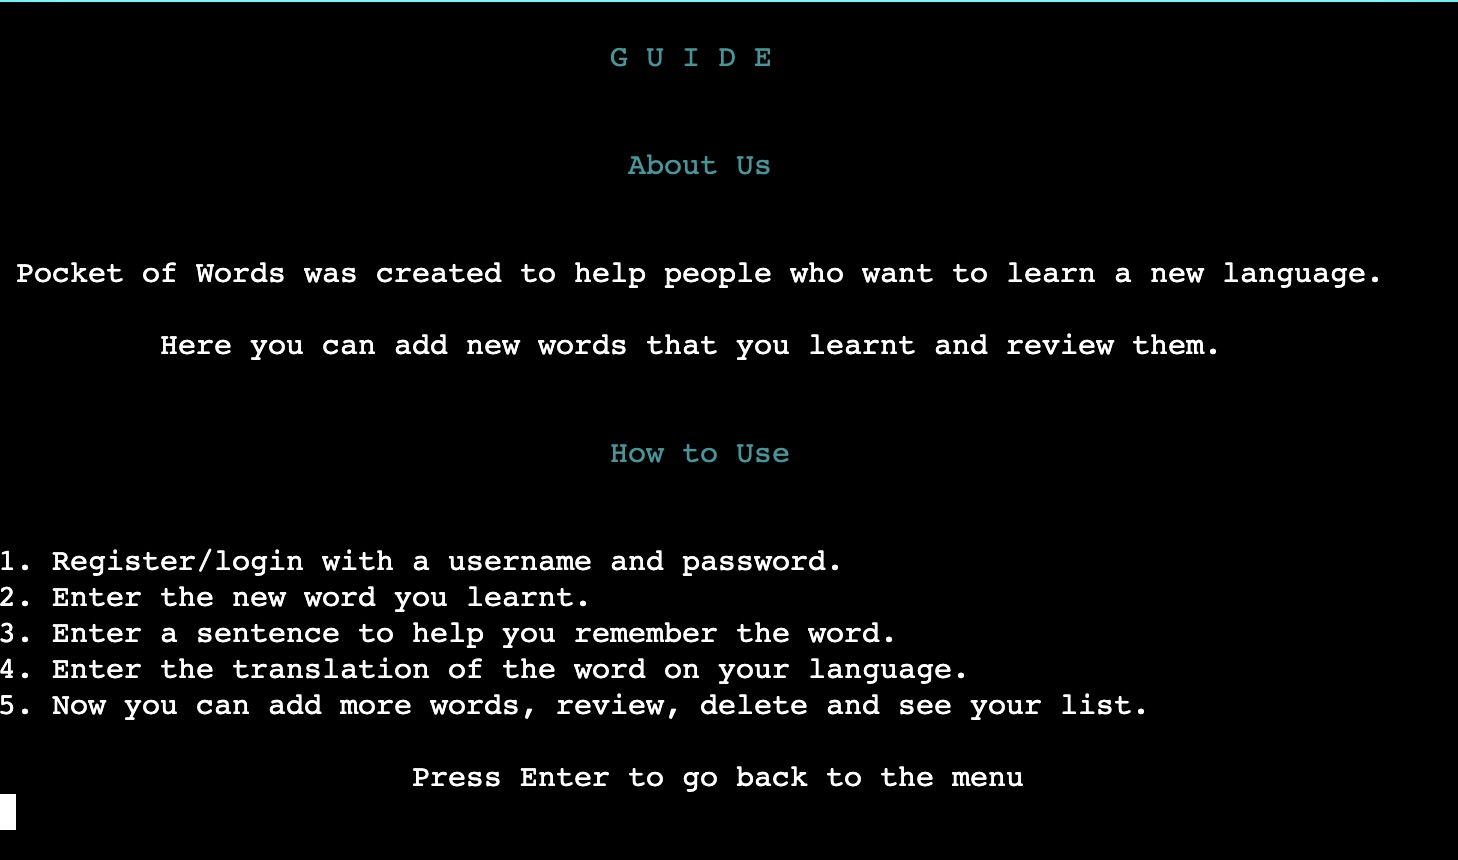 G U I D E
About Us
Pocket of Words was created to help people who want to learn a new language.
Here you can add new words that you learnt and review them.
How to Use
1. Register/login with a username and password.
2. Enter the new word you learnt.
3. Enter a sentence to help you remember the word.
4. Enter the translation of the word on your language.
5. Now you can add more words, review, delete and see your list.
Press Enter to go back to the menu